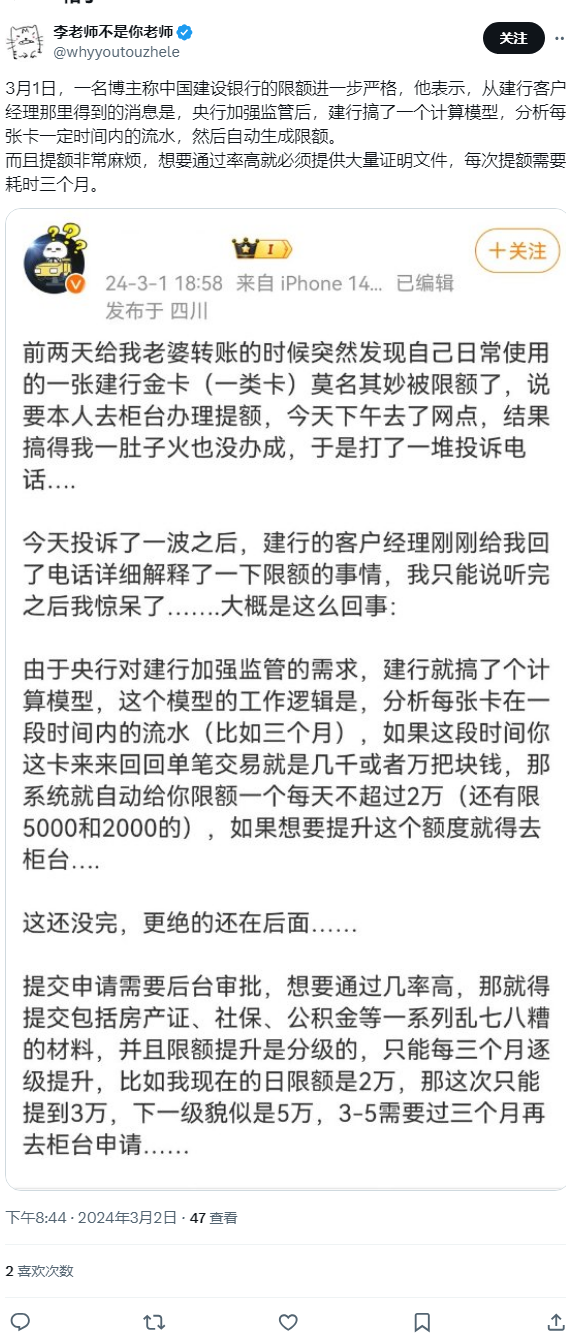 李老师不是你老师
@whyyoutouzhele
关注
3月1日，一名博主称中国建设银行的限额进一步严格，他表示，从建行客户
经理那里得到的消息是，央行加强监管后，建行搞了一个计算模型，分析每
张卡一定时间内的流水，然后自动生成限额。
而且提额非常麻烦，想要通过率高就必须提供大量证明文件，每次提额需要
耗时三个月。
I
＋关注
24-3-1 18:58 来自 iPhone 14... 已编辑
发布于 四川
前两天给我老婆转账的时候突然发现自己日常使用
的一张建行金卡（一类卡）莫名其妙被限额了，说
要本人去柜台办理提额，今天下午去了网点，结果
搞得我一肚子火也没办成，于是打了一堆投诉电
话....
今天投诉了一波之后，建行的客户经理刚刚给我回
了电话详细解释了一下限额的事情，我只能说听完
之后我惊呆了.......大概是这么回事：
由于央行对建行加强监管的需求，建行就搞了个计
算模型，这个模型的工作逻辑是，分析每张卡在一
段时间内的流水（比如三个月），如果这段时间你
这卡来来回回单笔交易就是几千或者万把块钱，那
系统就自动给你限额一个每天不超过2万（还有限
5000和2000的），如果想要提升这个额度就得去
柜台....
这还没完，更绝的还在后面......
提交申请需要后台审批，想要通过几率高，那就得
提交包括房产证、社保、公积金等一系列乱七八糟
的材料，并且限额提升是分级的，只能每三个月逐
级提升，比如我现在的日限额是2万，那这次只能
提到3万，下一级貌似是5万，3-5需要过三个月再
去柜台申请......
下午8:44 · 2024年3月2日 · 47 查看
2 喜欢次数